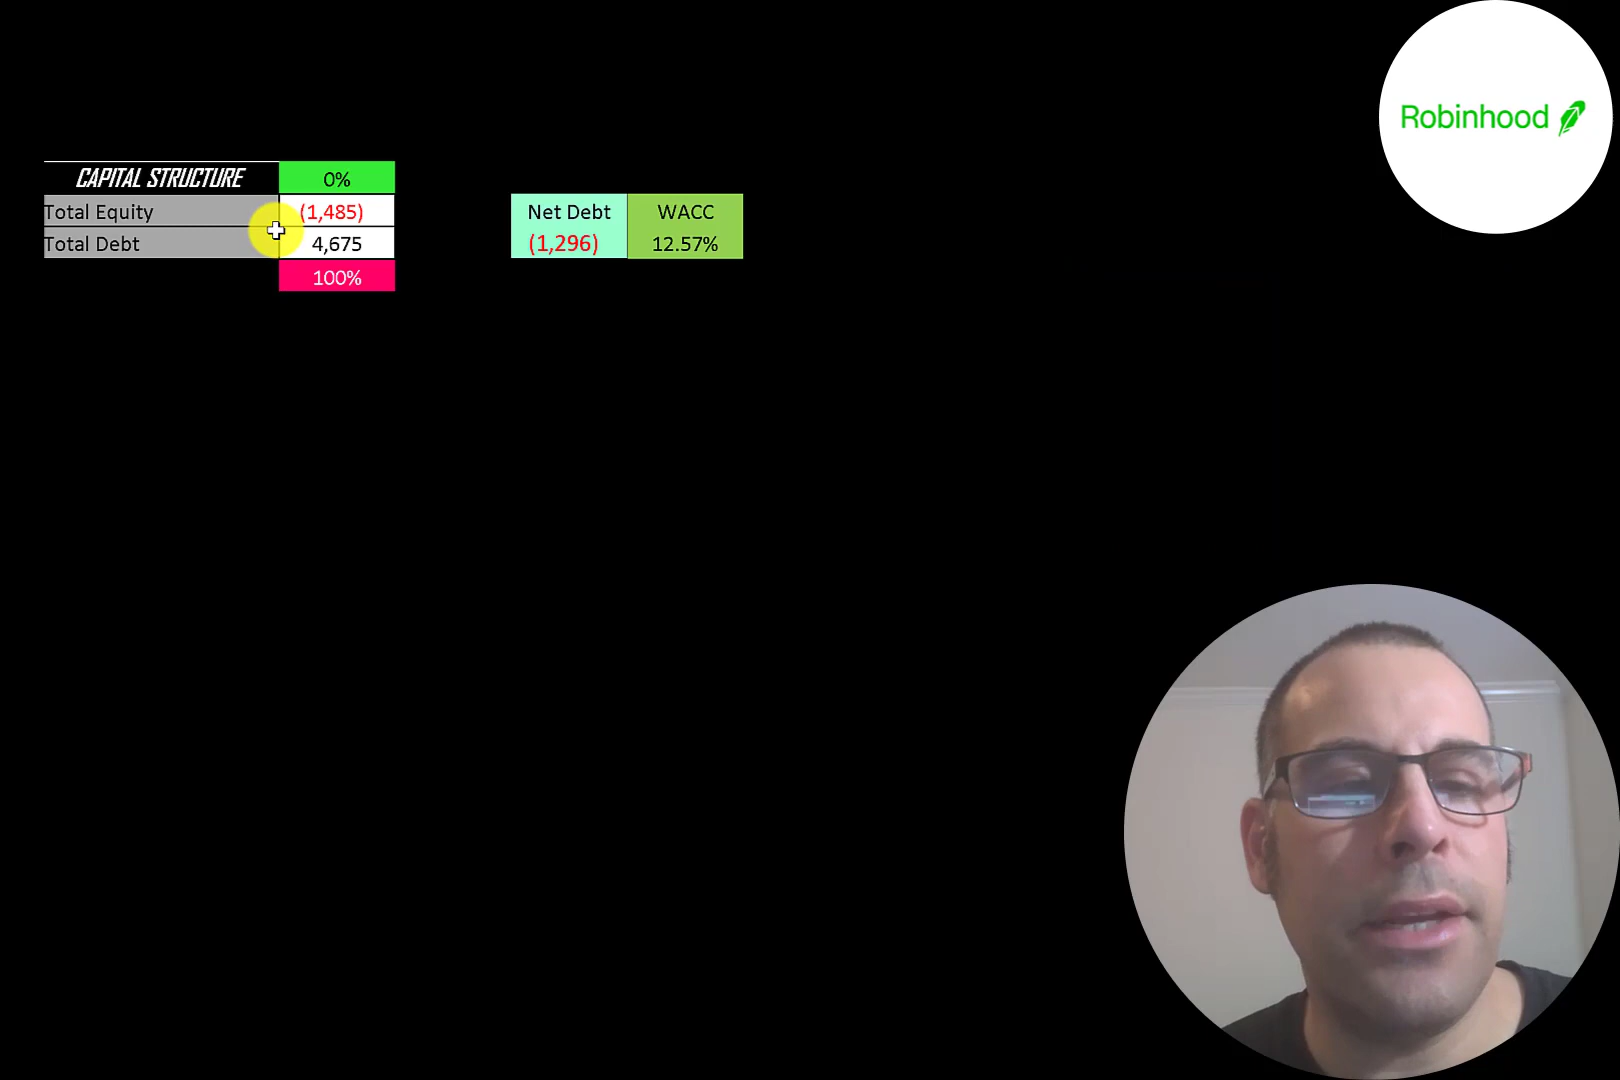 Robinhood
CAPITAL STRUCTURE 0%
Total Equity (1,485)
Total Debt 4,675
100%
Net Debt WACC
(1,296) 12.57%